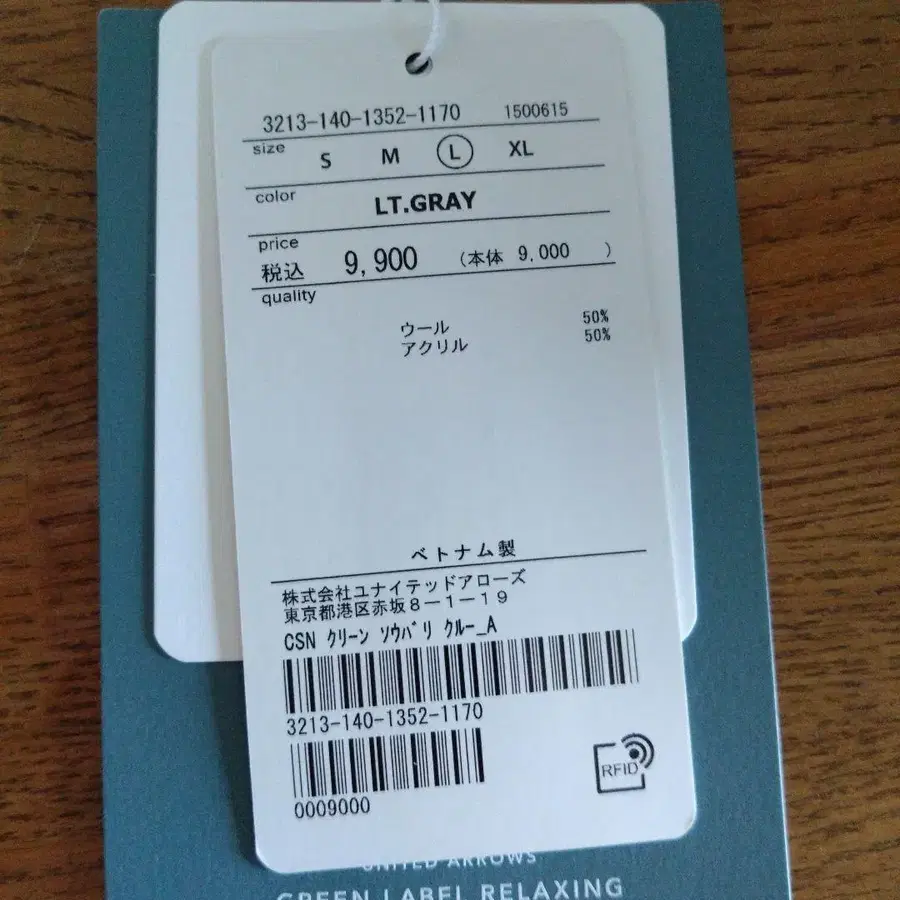 3213-140-1352-1170 1500615
size S M L XL
color LT.GRAY
price
税込 9,900 (本体 9,000 )
quality
ウール 50%
アクリル 50%
ベトナム製
株式会社ユナイテッドアローズ
東京都港区赤坂8－1－19
CSN クリーン ソウバリ クルー_A
3213-140-1352-1170
0009000
RFID
UNITED ARROWS
GREEN LABEL RELAXING